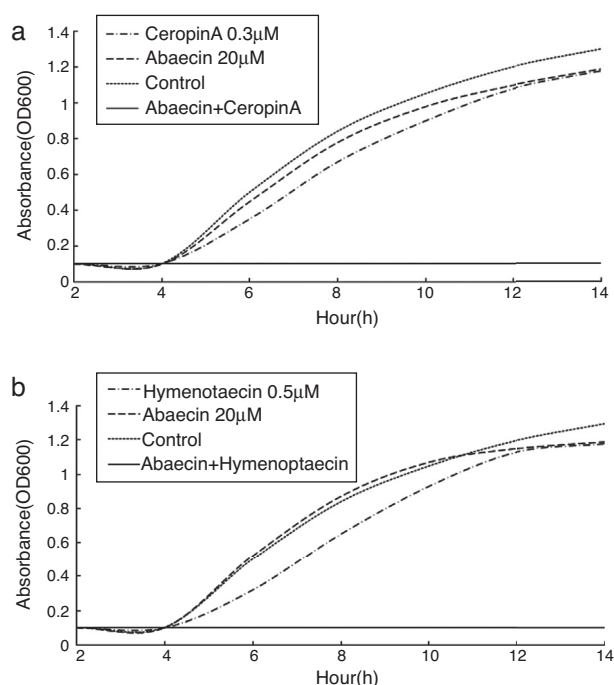 a
CeropinA 0.3μM
Abaecin 20μM
Control
Abaecin+CeropinA
Absorbance(OD600)
1.4
1.2
1
0.8
0.6
0.4
0.2
0
2 4 6 8 10 12 14
Hour(h)
b
Hymenotaecin 0.5μM
Abaecin 20μM
Control
Abaecin+Hymenoptaecin
Absorbance(OD600)
1.4
1.2
1
0.8
0.6
0.4
0.2
0
2 4 6 8 10 12 14
Hour(h)